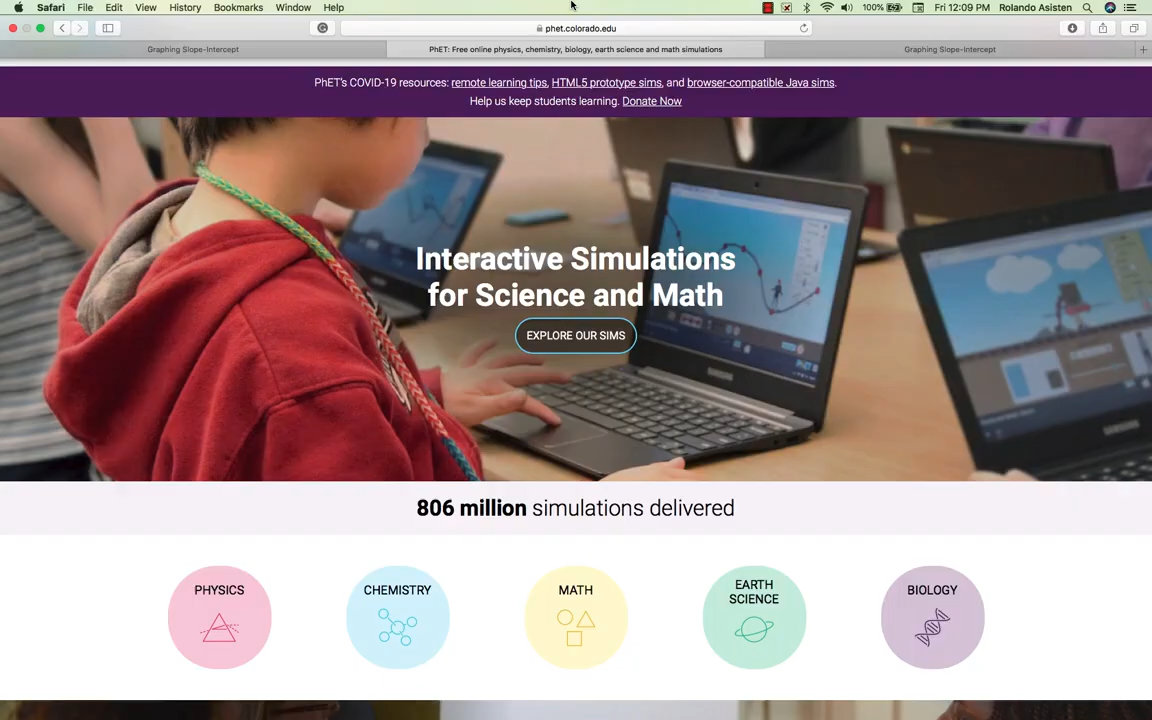 Safari File Edit View History Bookmarks Window Help 100% Fri 12:09 PM Rolando Asisten
phet.colorado.edu
Graphing Slope-Intercept PhET: Free online physics, chemistry, biology, earth science and math simulations Graphing Slope-Intercept
PhET's COVID-19 resources: remote learning tips, HTML5 prototype sims, and browser-compatible Java sims.
Help us keep students learning. Donate Now
Interactive Simulations
for Science and Math
EXPLORE OUR SIMS
806 million simulations delivered
PHYSICS CHEMISTRY MATH EARTH SCIENCE BIOLOGY